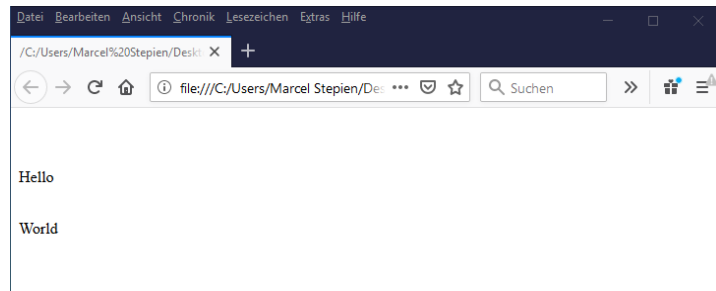 Datei Bearbeiten Ansicht Chronik Lesezeichen Extras Hilfe
/C:/Users/Marcel%20Stepien/Deskt
file:///C:/Users/Marcel Stepien/Des
Suchen
Hello
World